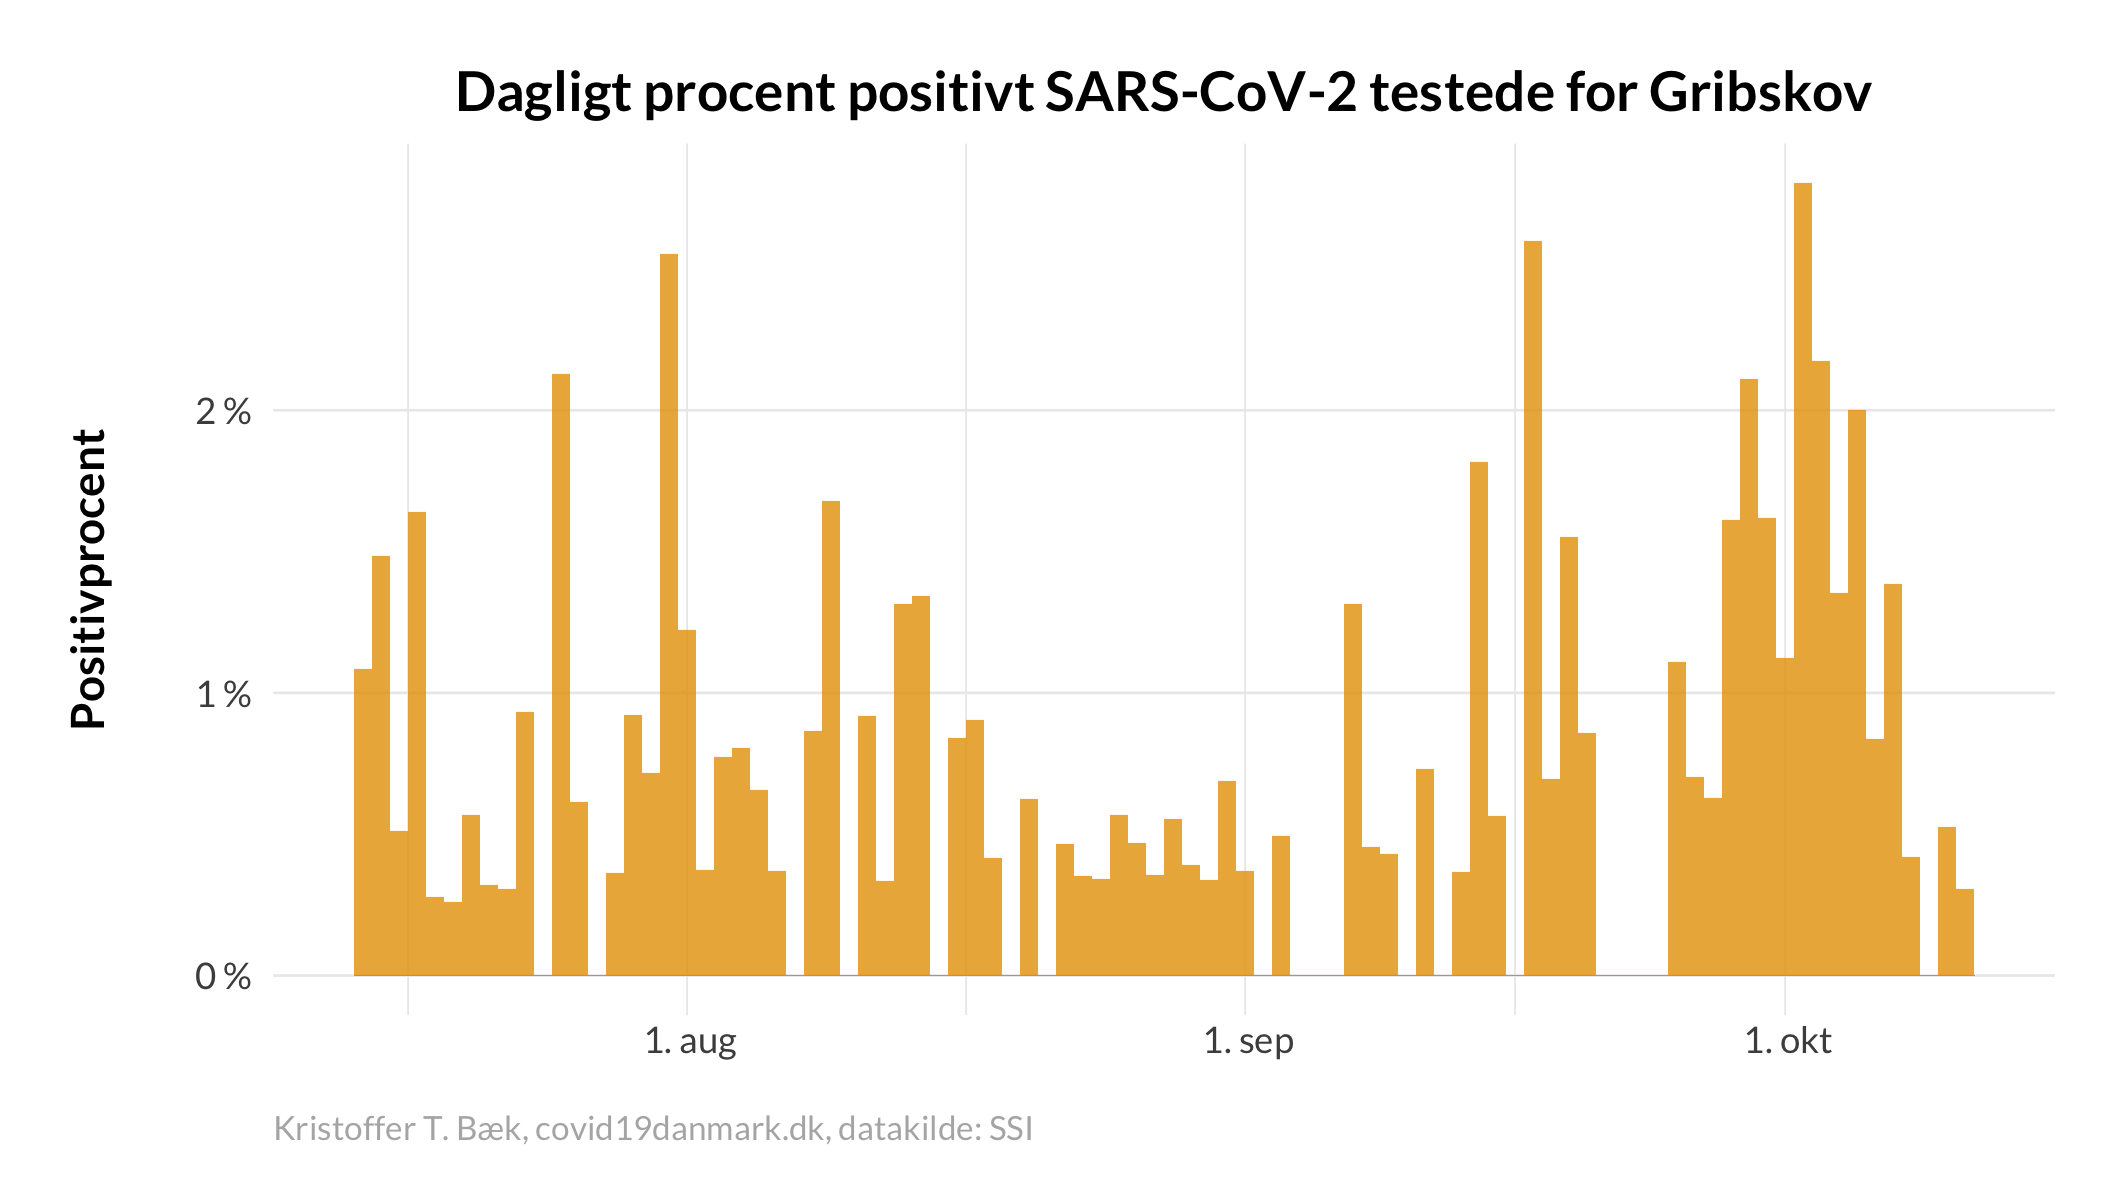 Dagligt procent positivt SARS-CoV-2 testede for Gribskov
Positivprocent
2 %
1 %
0 %
1. aug
1. sep
1. okt
Kristoffer T. Bæk, covid19danmark.dk, datakilde: SSI